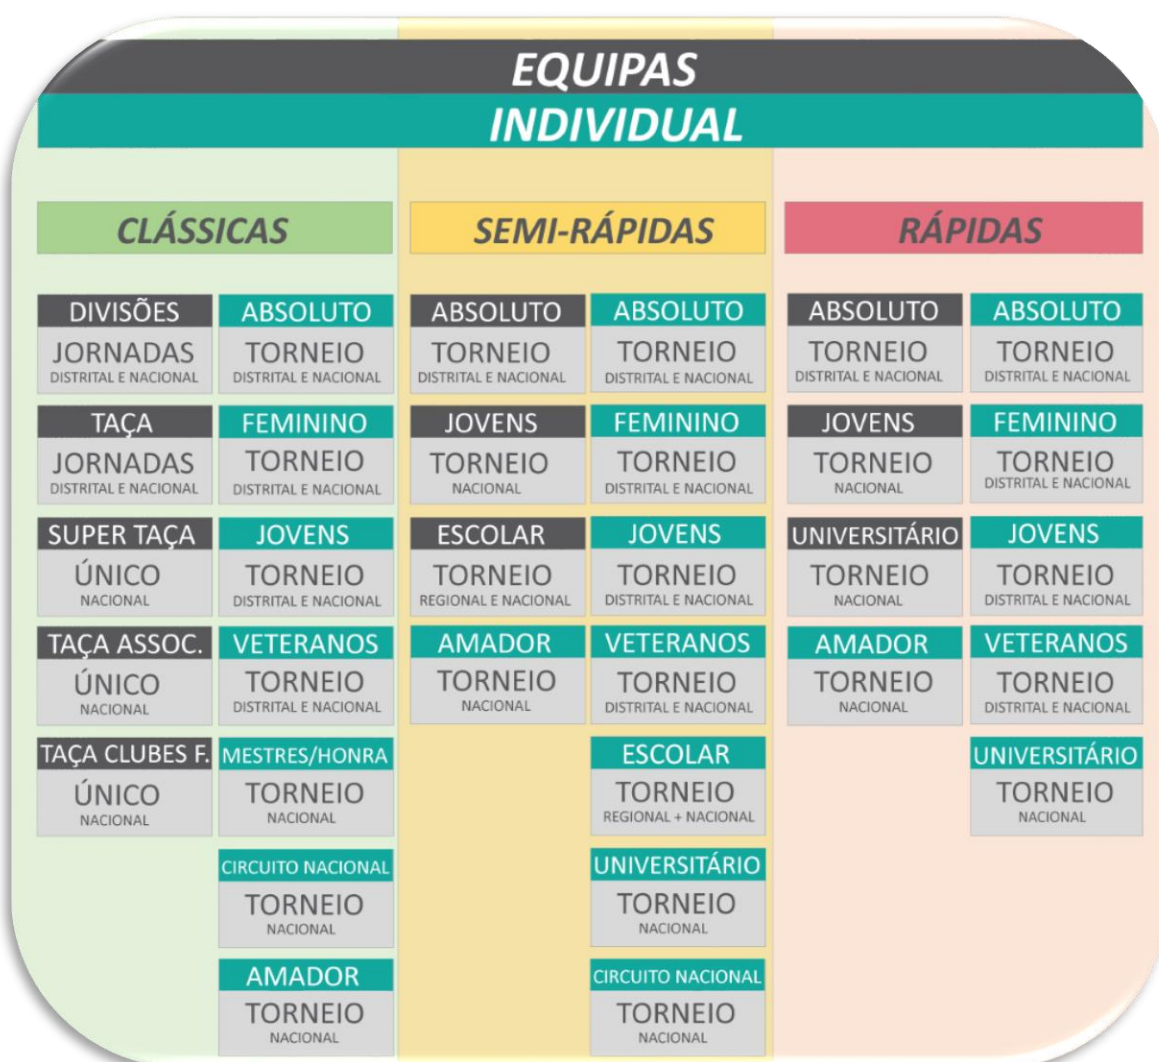 EQUIPAS
INDIVIDUAL
CLÁSSICAS
DIVISÕES
JORNADAS
DISTRITAL E NACIONAL
TAÇA
JORNADAS
DISTRITAL E NACIONAL
SUPER TAÇA
ÚNICO
NACIONAL
TAÇA ASSOC.
ÚNICO
NACIONAL
TAÇA CLUBES F.
ÚNICO
NACIONAL
ABSOLUTO
TORNEIO
DISTRITAL E NACIONAL
FEMININO
TORNEIO
DISTRITAL E NACIONAL
JOVENS
TORNEIO
DISTRITAL E NACIONAL
VETERANOS
TORNEIO
DISTRITAL E NACIONAL
MESTRES/HONRA
TORNEIO
NACIONAL
CIRCUITO NACIONAL
TORNEIO
NACIONAL
AMADOR
TORNEIO
NACIONAL
SEMI-RÁPIDAS
ABSOLUTO
TORNEIO
DISTRITAL E NACIONAL
JOVENS
TORNEIO
NACIONAL
ESCOLAR
TORNEIO
REGIONAL E NACIONAL
AMADOR
TORNEIO
NACIONAL
ABSOLUTO
TORNEIO
DISTRITAL E NACIONAL
FEMININO
TORNEIO
DISTRITAL E NACIONAL
JOVENS
TORNEIO
DISTRITAL E NACIONAL
VETERANOS
TORNEIO
DISTRITAL E NACIONAL
ESCOLAR
TORNEIO
REGIONAL + NACIONAL
UNIVERSITÁRIO
TORNEIO
NACIONAL
CIRCUITO NACIONAL
TORNEIO
NACIONAL
RÁPIDAS
ABSOLUTO
TORNEIO
DISTRITAL E NACIONAL
JOVENS
TORNEIO
NACIONAL
UNIVERSITÁRIO
TORNEIO
NACIONAL
AMADOR
TORNEIO
NACIONAL
ABSOLUTO
TORNEIO
DISTRITAL E NACIONAL
FEMININO
TORNEIO
DISTRITAL E NACIONAL
JOVENS
TORNEIO
DISTRITAL E NACIONAL
VETERANOS
TORNEIO
DISTRITAL E NACIONAL
UNIVERSITÁRIO
TORNEIO
NACIONAL